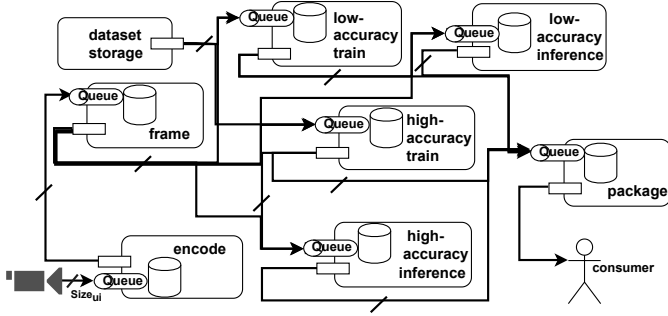 dataset
storage
Queue
low-accuracy
train
Queue
low-
accuracy
inference
Queue
frame
Queue
high-
accuracy
train
Queue
package
encode
Queue
Size_ui
Queue
high-
accuracy
inference
consumer